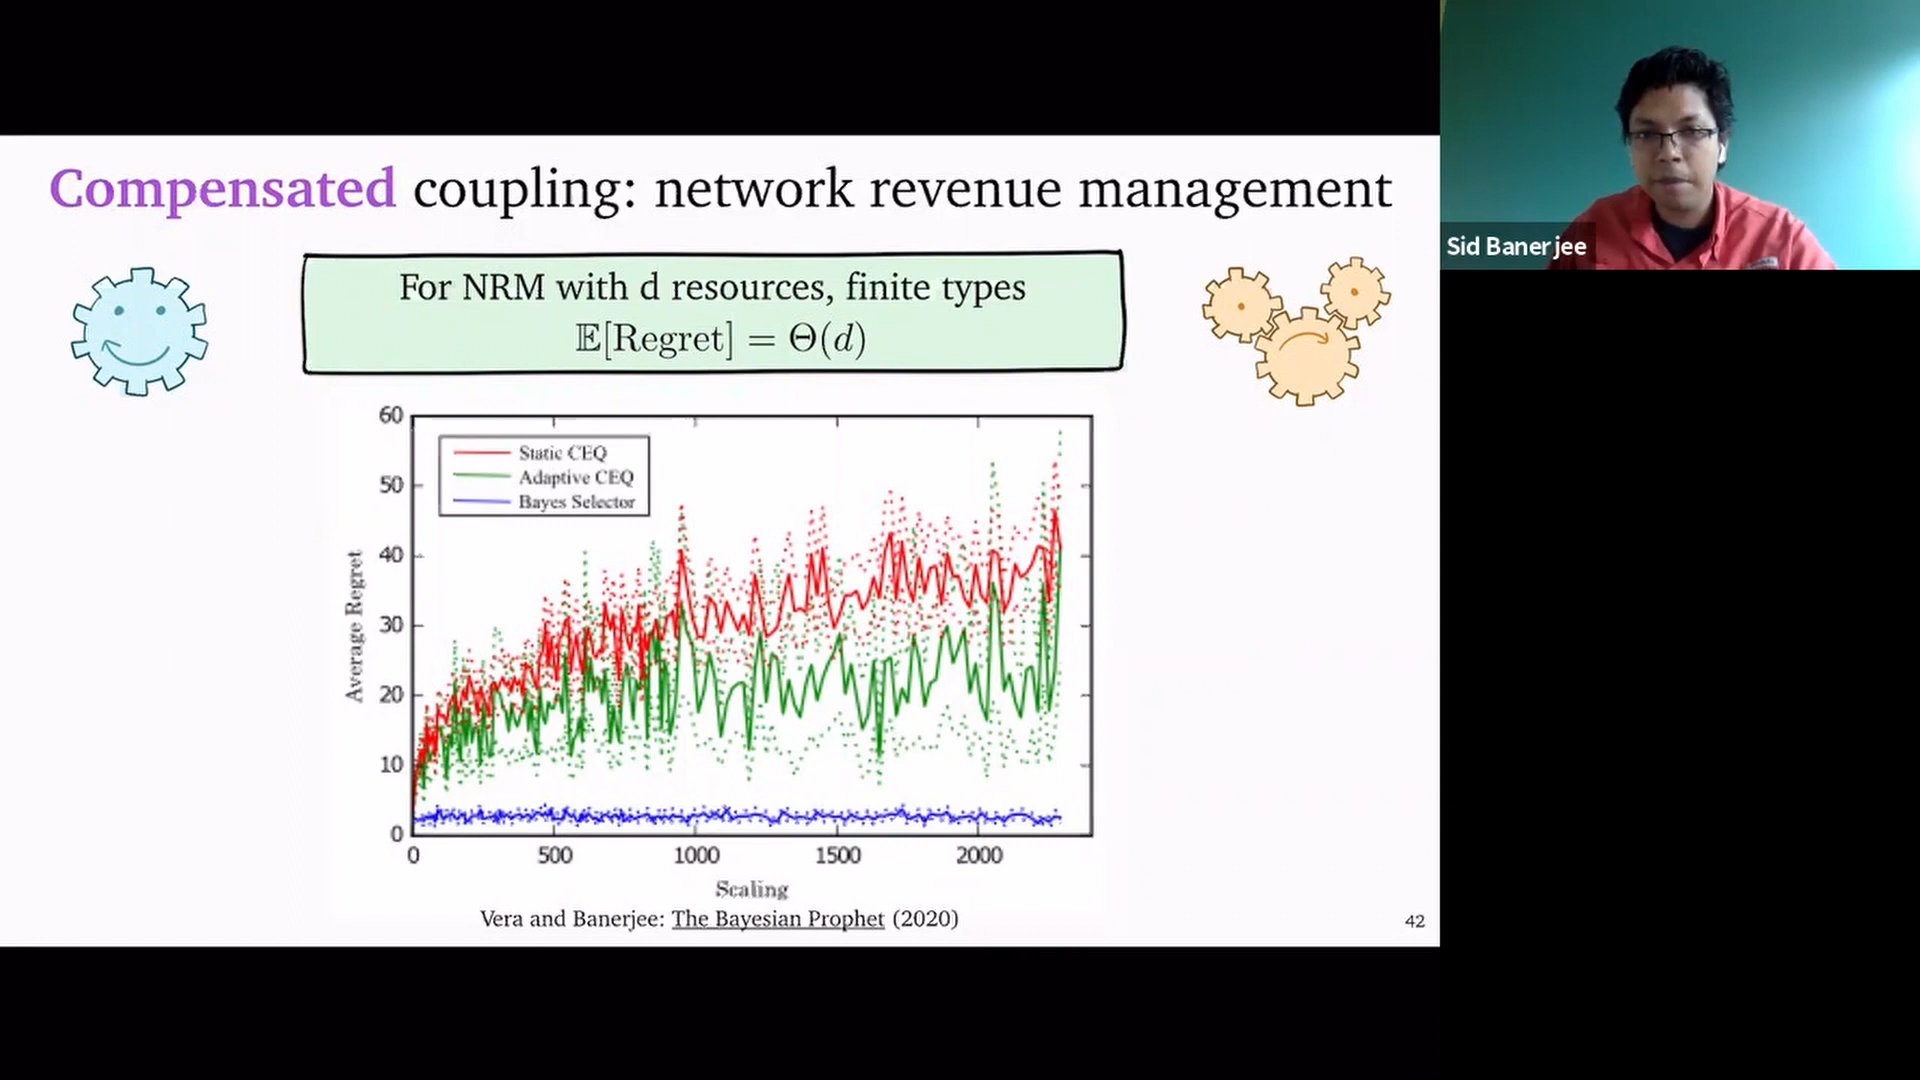 Compensated coupling: network revenue management
Sid Banerjee
For NRM with d resources, finite types
𝔼[Regret] = Θ(d)
60
50
40
30
20
10
0
Average Regret
Static CEQ
Adaptive CEQ
Bayes Selector
0 500 1000 1500 2000
Scaling
Vera and Banerjee: The Bayesian Prophet (2020)
42